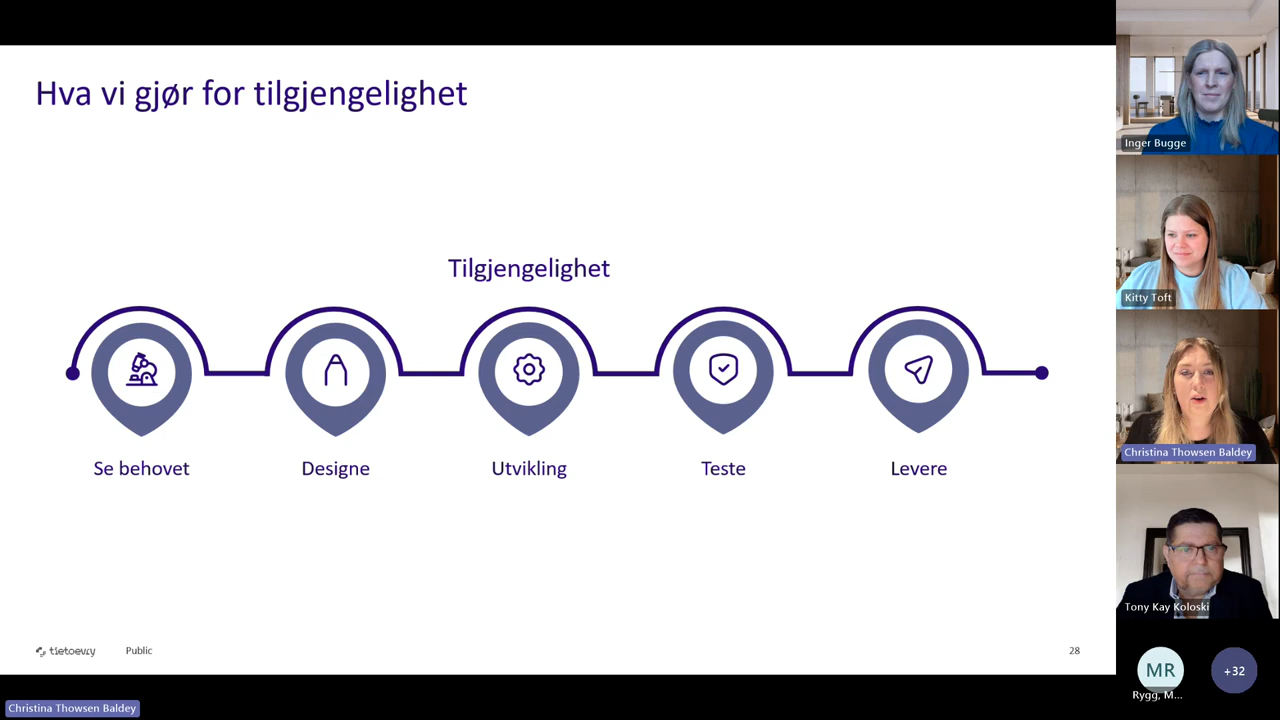 Hva vi gjør for tilgjengelighet
Tilgjengelighet
Se behovet
Designe
Utvikling
Teste
Levere
tietoevry
Public
28
Inger Bugge
Kitty Toft
Christina Thowsen Baldey
Tony Kay Koloski
MR
+32
Rygg, M...
Christina Thowsen Baldey